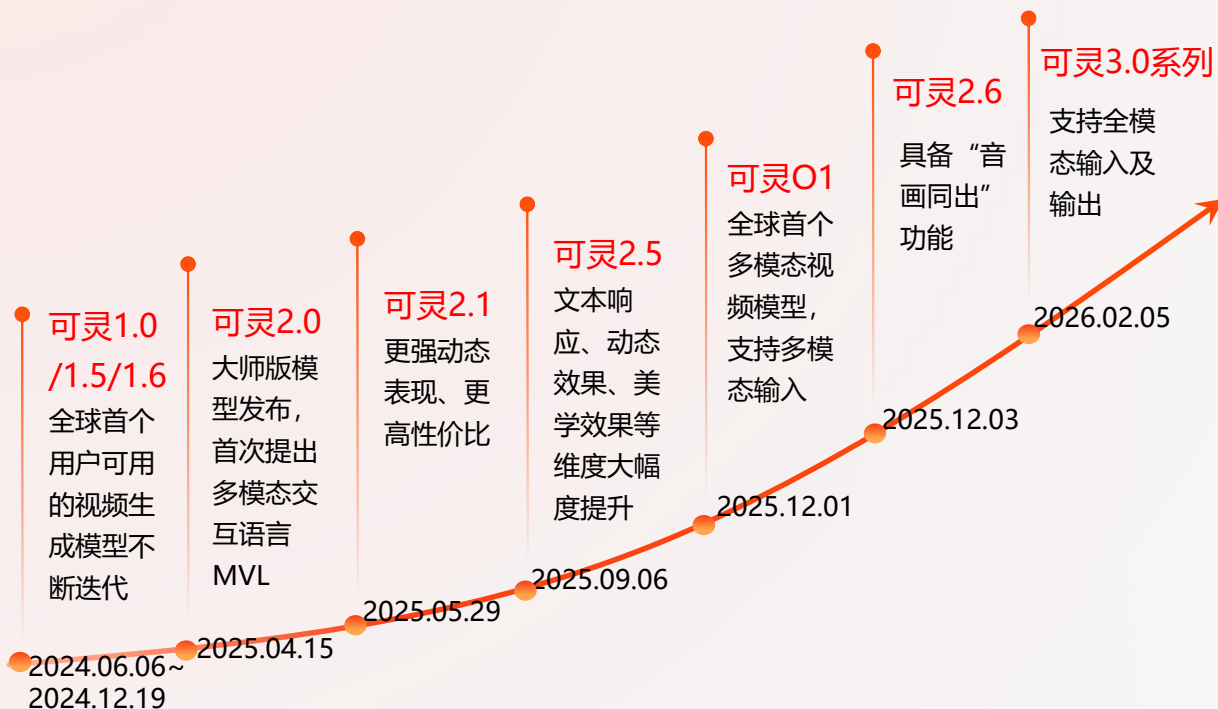 可灵1.0
/1.5/1.6
全球首个
用户可用
的视频生
成模型不
断迭代
2024.06.06~
2024.12.19
可灵2.0
大师版模
型发布，
首次提出
多模态交
互语言
MVL
2025.04.15
可灵2.1
更强动态
表现、更
高性价比
2025.05.29
可灵2.5
文本响
应、动态
效果、美
学效果等
维度大幅
度提升
2025.09.06
可灵O1
全球首个
多模态视
频模型，
支持多模
态输入
2025.12.01
可灵2.6
具备“音
画同出”
功能
2025.12.03
可灵3.0系列
支持全模
态输入及
输出
2026.02.05